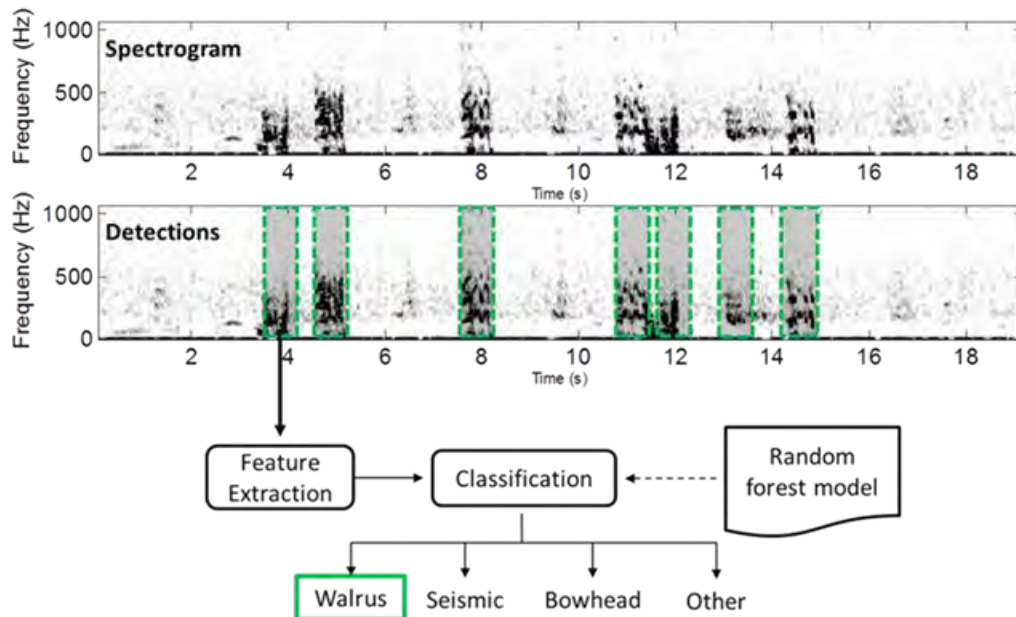 Frequency (Hz)
1000
500
0
Spectrogram
2 4 6 8 10 12 14 16 18
Time (s)
Frequency (Hz)
1000
500
0
Detections
2 4 6 8 10 12 14 16 18
Time (s)
Feature
Extraction
Classification
Random
forest model
Walrus Seismic Bowhead Other